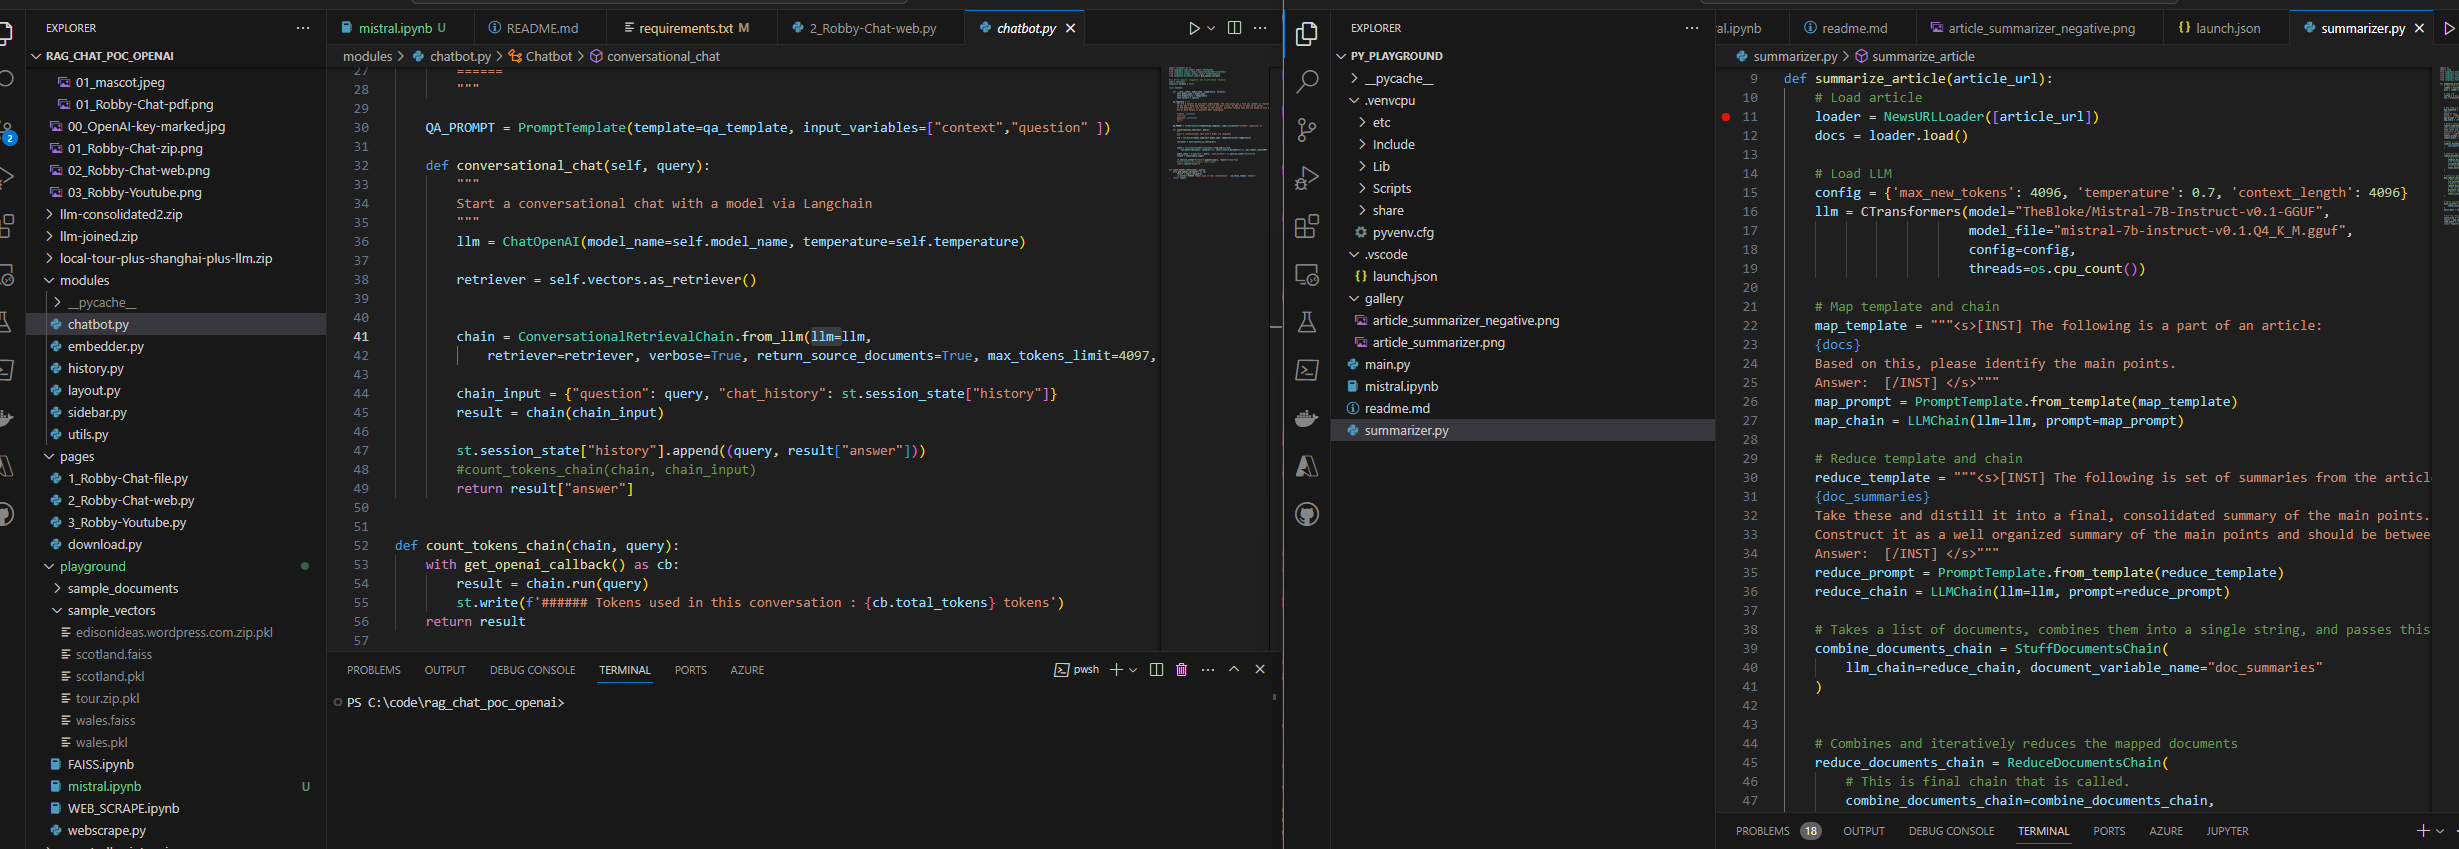 EXPLORER
RAG_CHAT_POC_OPENAI
01_mascot.jpeg
01_Robby-Chat-pdf.png
00_OpenAI-key-marked.jpg
01_Robby-Chat-zip.png
02_Robby-Chat-web.png
03_Robby-Youtube.png
llm-consolidated2.zip
llm-joined.zip
local-tour-plus-shanghai-plus-llm.zip
modules
__pycache__
chatbot.py
embedder.py
history.py
layout.py
sidebar.py
utils.py
pages
1_Robby-Chat-file.py
2_Robby-Chat-web.py
3_Robby-Youtube.py
download.py
playground
sample_documents
sample_vectors
edisonideas.wordpress.com.zip.pkl
scotland.faiss
scotland.pkl
tour.zip.pkl
wales.faiss
wales.pkl
FAISS.ipynb
mistral.ipynb U
WEB_SCRAPE.ipynb
webscrape.py
2
mistral.ipynb U README.md requirements.txt M 2_Robby-Chat-web.py chatbot.py
modules > chatbot.py > Chatbot > conversational_chat
27 ======
28 """
29
30 QA_PROMPT = PromptTemplate(template=qa_template, input_variables=["context","question" ])
31
32 def conversational_chat(self, query):
33 """
34 Start a conversational chat with a model via Langchain
35 """
36 llm = ChatOpenAI(model_name=self.model_name, temperature=self.temperature)
37
38 retriever = self.vectors.as_retriever()
39
40
41 chain = ConversationalRetrievalChain.from_llm(llm=llm,
42 retriever=retriever, verbose=True, return_source_documents=True, max_tokens_limit=4097,
43
44 chain_input = {"question": query, "chat_history": st.session_state["history"]}
45 result = chain(chain_input)
46
47 st.session_state["history"].append((query, result["answer"]))
48 #count_tokens_chain(chain, chain_input)
49 return result["answer"]
50
51
52 def count_tokens_chain(chain, query):
53 with get_openai_callback() as cb:
54 result = chain.run(query)
55 st.write(f'###### Tokens used in this conversation : {cb.total_tokens} tokens')
56 return result
57
PROBLEMS OUTPUT DEBUG CONSOLE TERMINAL PORTS AZURE pwsh
PS C:\code\rag_chat_poc_openai>
EXPLORER
PY_PLAYGROUND
__pycache__
.venvcpu
etc
Include
Lib
Scripts
share
pyvenv.cfg
.vscode
launch.json
gallery
article_summarizer_negative.png
article_summarizer.png
main.py
mistral.ipynb
readme.md
summarizer.py
ral.ipynb readme.md article_summarizer_negative.png launch.json summarizer.py
summarizer.py > summarize_article
9 def summarize_article(article_url):
10 # Load article
11 loader = NewsURLLoader([article_url])
12 docs = loader.load()
13
14 # Load LLM
15 config = {'max_new_tokens': 4096, 'temperature': 0.7, 'context_length': 4096}
16 llm = CTransformers(model="TheBloke/Mistral-7B-Instruct-v0.1-GGUF",
17 model_file="mistral-7b-instruct-v0.1.Q4_K_M.gguf",
18 config=config,
19 threads=os.cpu_count())
20
21 # Map template and chain
22 map_template = """<s>[INST] The following is a part of an article:
23 {docs}
24 Based on this, please identify the main points.
25 Answer:  [/INST] </s>"""
26 map_prompt = PromptTemplate.from_template(map_template)
27 map_chain = LLMChain(llm=llm, prompt=map_prompt)
28
29 # Reduce template and chain
30 reduce_template = """<s>[INST] The following is set of summaries from the articl
31 {doc_summaries}
32 Take these and distill it into a final, consolidated summary of the main points.
33 Construct it as a well organized summary of the main points and should be betwee
34 Answer:  [/INST] </s>"""
35 reduce_prompt = PromptTemplate.from_template(reduce_template)
36 reduce_chain = LLMChain(llm=llm, prompt=reduce_prompt)
37
38 # Takes a list of documents, combines them into a single string, and passes this
39 combine_documents_chain = StuffDocumentsChain(
40 llm_chain=reduce_chain, document_variable_name="doc_summaries"
41 )
42
43
44 # Combines and iteratively reduces the mapped documents
45 reduce_documents_chain = ReduceDocumentsChain(
46 # This is final chain that is called.
47 combine_documents_chain=combine_documents_chain,
PROBLEMS 18 OUTPUT DEBUG CONSOLE TERMINAL PORTS AZURE JUPYTER